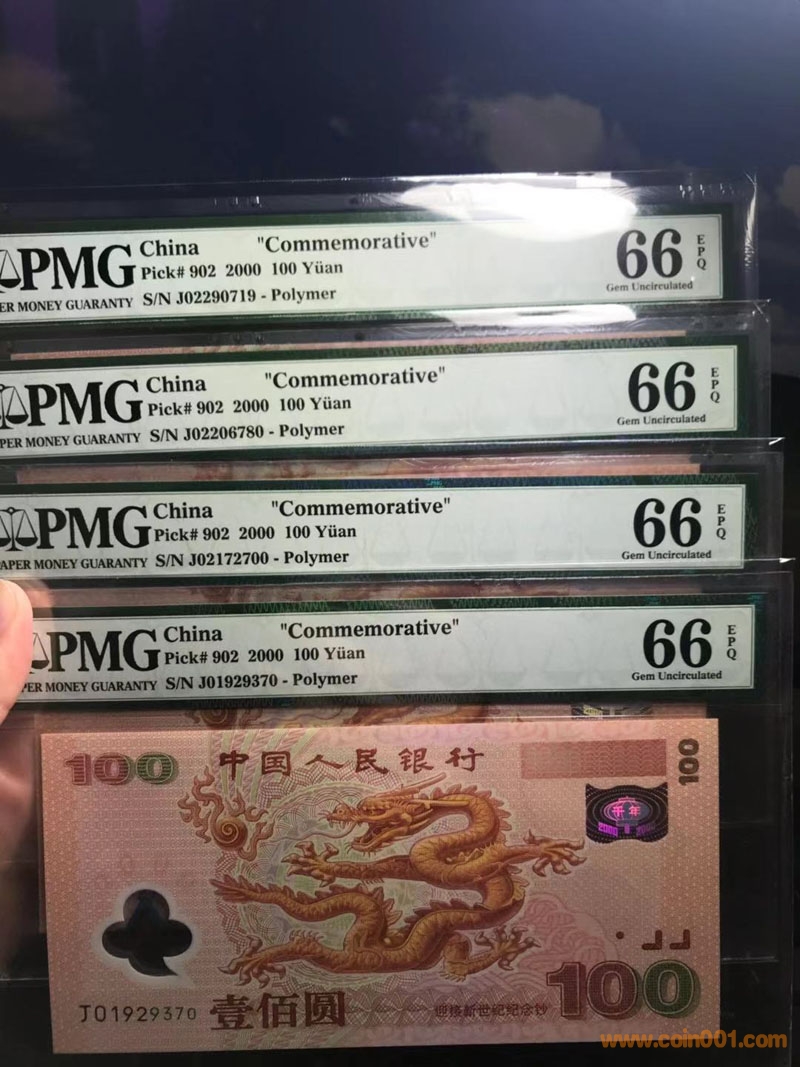 PMG China "Commemorative" 66 EPQ
Pick# 902 2000 100 Yüan
ER MONEY GUARANTY S/N J02290719 - Polymer Gem Uncirculated
PMG China "Commemorative" 66 EPQ
Pick# 902 2000 100 Yüan
PER MONEY GUARANTY S/N J02206780 - Polymer Gem Uncirculated
PMG China "Commemorative" 66 EPQ
Pick# 902 2000 100 Yüan
APER MONEY GUARANTY S/N J02172700 - Polymer Gem Uncirculated
PMG China "Commemorative" 66 EPQ
Pick# 902 2000 100 Yüan
PER MONEY GUARANTY S/N J01929370 - Polymer Gem Uncirculated
100 中国人民银行 100
千年
J01929370 壹佰圆 迎接新世纪纪念钞 100
www.coin001.com